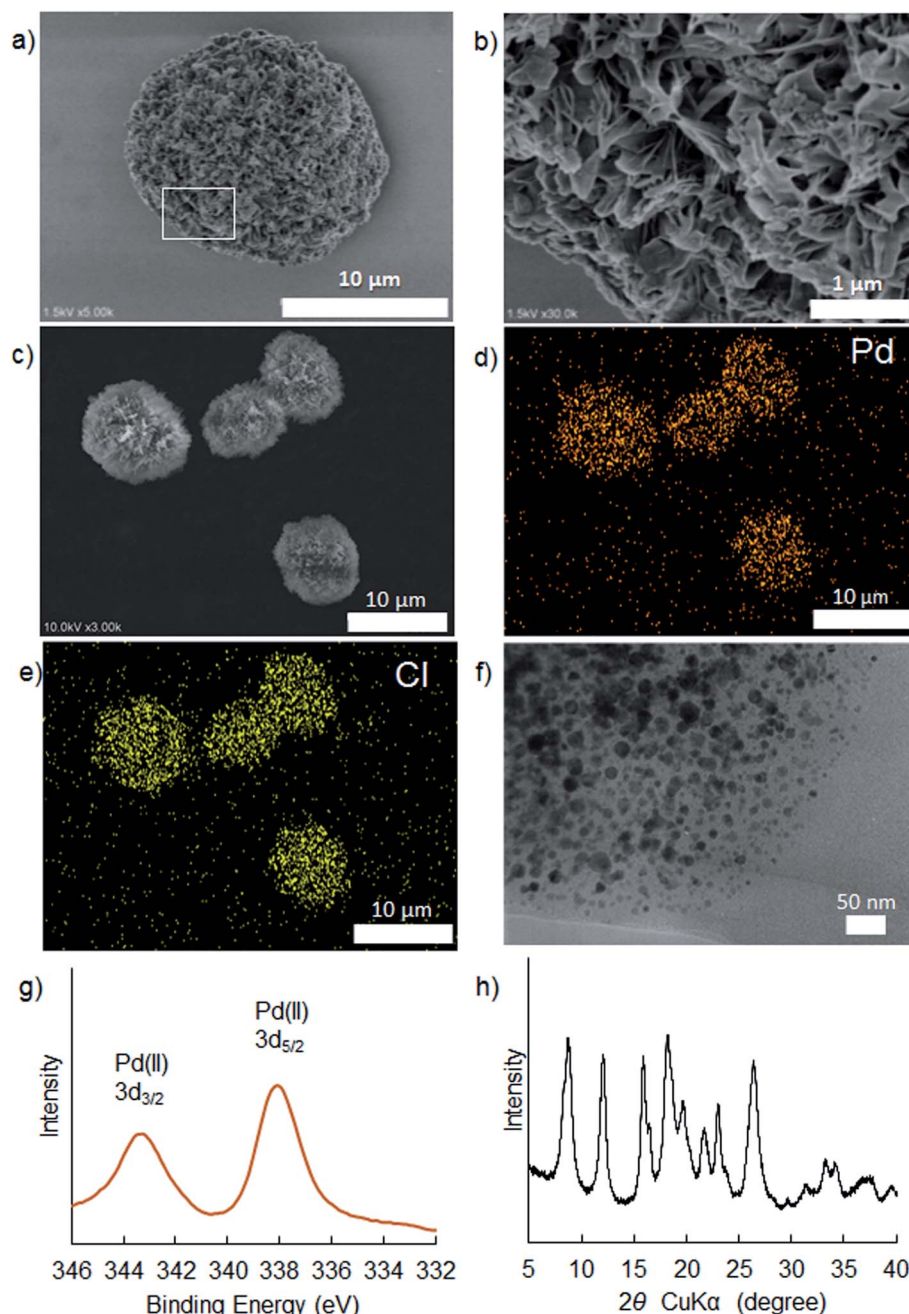 a)
10 µm
1.5kV x5.00k
b)
1 µm
1.5kV x30.0k
c)
10 µm
10.0kV x3.00k
d)
Pd
10 µm
e)
Cl
10 µm
f)
50 nm
g)
Pd(II)
3d5/2
Pd(II)
3d3/2
Intensity
346 344 342 340 338 336 334 332
Binding Energy (eV)
h)
Intensity
5 10 15 20 25 30 35 40
2θ CuKα (degree)